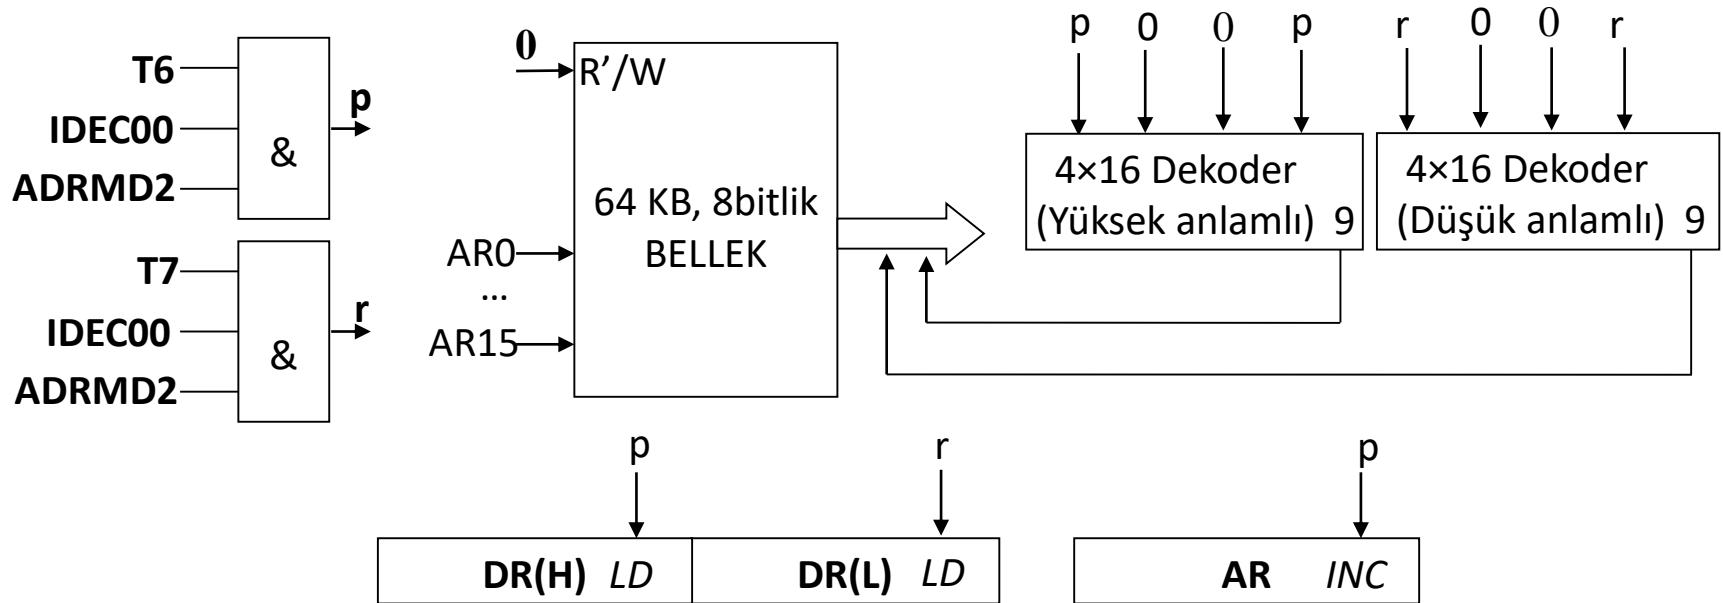 T6
IDEC00
ADRMD2
&
p
T7
IDEC00
ADRMD2
&
r
0
R’/W
64 KB, 8bitlik
BELLEK
AR0
...
AR15
p 0 0 p
4×16 Dekoder
(Yüksek anlamlı) 9
r 0 0 r
4×16 Dekoder
(Düşük anlamlı) 9
p
r
p
DR(H) LD
DR(L) LD
AR INC